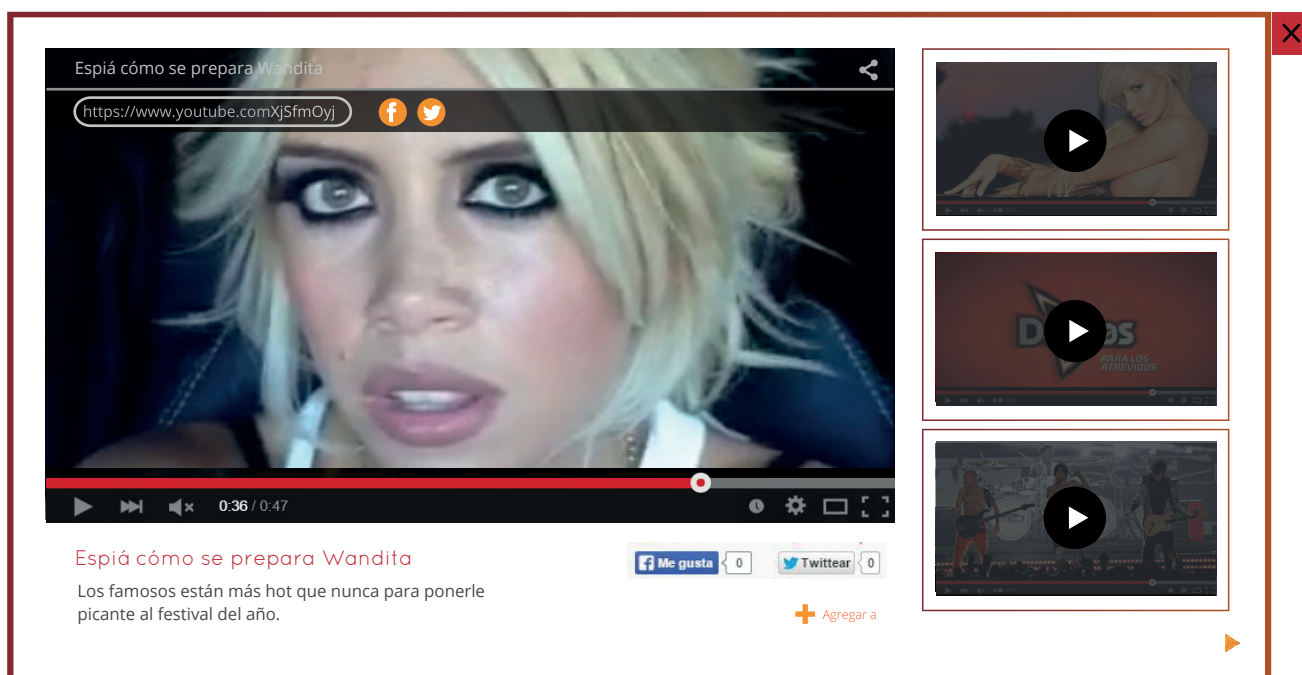 Espiá cómo se prepara Wandita
https://www.youtube.comXjSfmOyj
0:36 / 0:47
Espiá cómo se prepara Wandita
Los famosos están más hot que nunca para ponerle
picante al festival del año.
Me gusta 0
Twittear 0
Agregar a
PARA LOS
ATREVIDOS